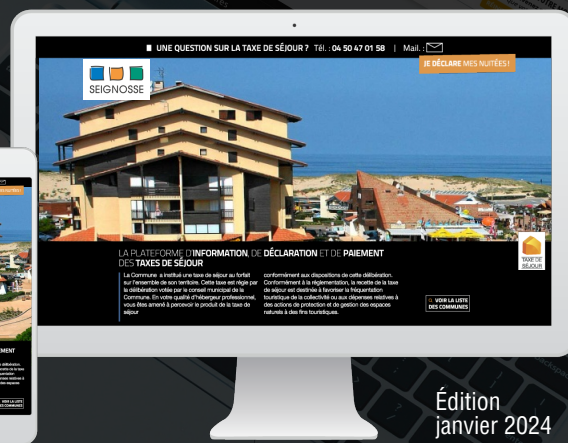 UNE QUESTION SUR LA TAXE DE SÉJOUR ? Tél. : 04 50 47 01 58 | Mail. :
JE DÉCLARE MES NUITÉES !
SEIGNOSSE
LA PLATEFORME D'INFORMATION, DE DÉCLARATION ET DE PAIEMENT
DES TAXES DE SÉJOUR
La Commune a institué une taxe de séjour au forfait
sur l'ensemble de son territoire. Cette taxe est régie par
la délibération votée par le conseil municipal de la
Commune. En votre qualité d'hébergeur professionnel,
vous êtes amené à percevoir le produit de la taxe de
séjour
conformément aux dispositions de cette délibération.
Conformément à la réglementation, la recette de la taxe
de séjour est destinée à favoriser la fréquentation
touristique de la collectivité ou aux dépenses relatives à
des actions de protection et de gestion des espaces
naturels à des fins touristiques.
TAXE DE
SÉJOUR
VOIR LA LISTE
DES COMMUNES
VOIR LA LISTE
DES COMMUNES
Édition
janvier 2024